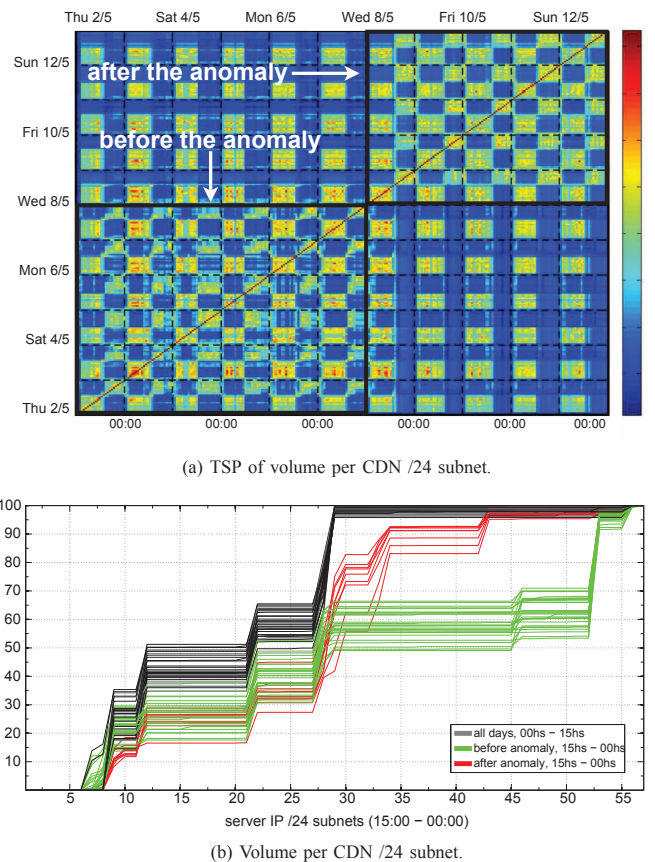 Thu 2/5 Sat 4/5 Mon 6/5 Wed 8/5 Fri 10/5 Sun 12/5
Sun 12/5
after the anomaly
Fri 10/5
before the anomaly
Wed 8/5
Mon 6/5
Sat 4/5
Thu 2/5
00:00 00:00 00:00 00:00 00:00 00:00
(a) TSP of volume per CDN /24 subnet.
100
90
80
70
60
50
40
30
20
10
all days, 00hs − 15hs
before anomaly, 15hs − 00hs
after anomaly, 15hs − 00hs
5 10 15 20 25 30 35 40 45 50 55
server IP /24 subnets (15:00 − 00:00)
(b) Volume per CDN /24 subnet.